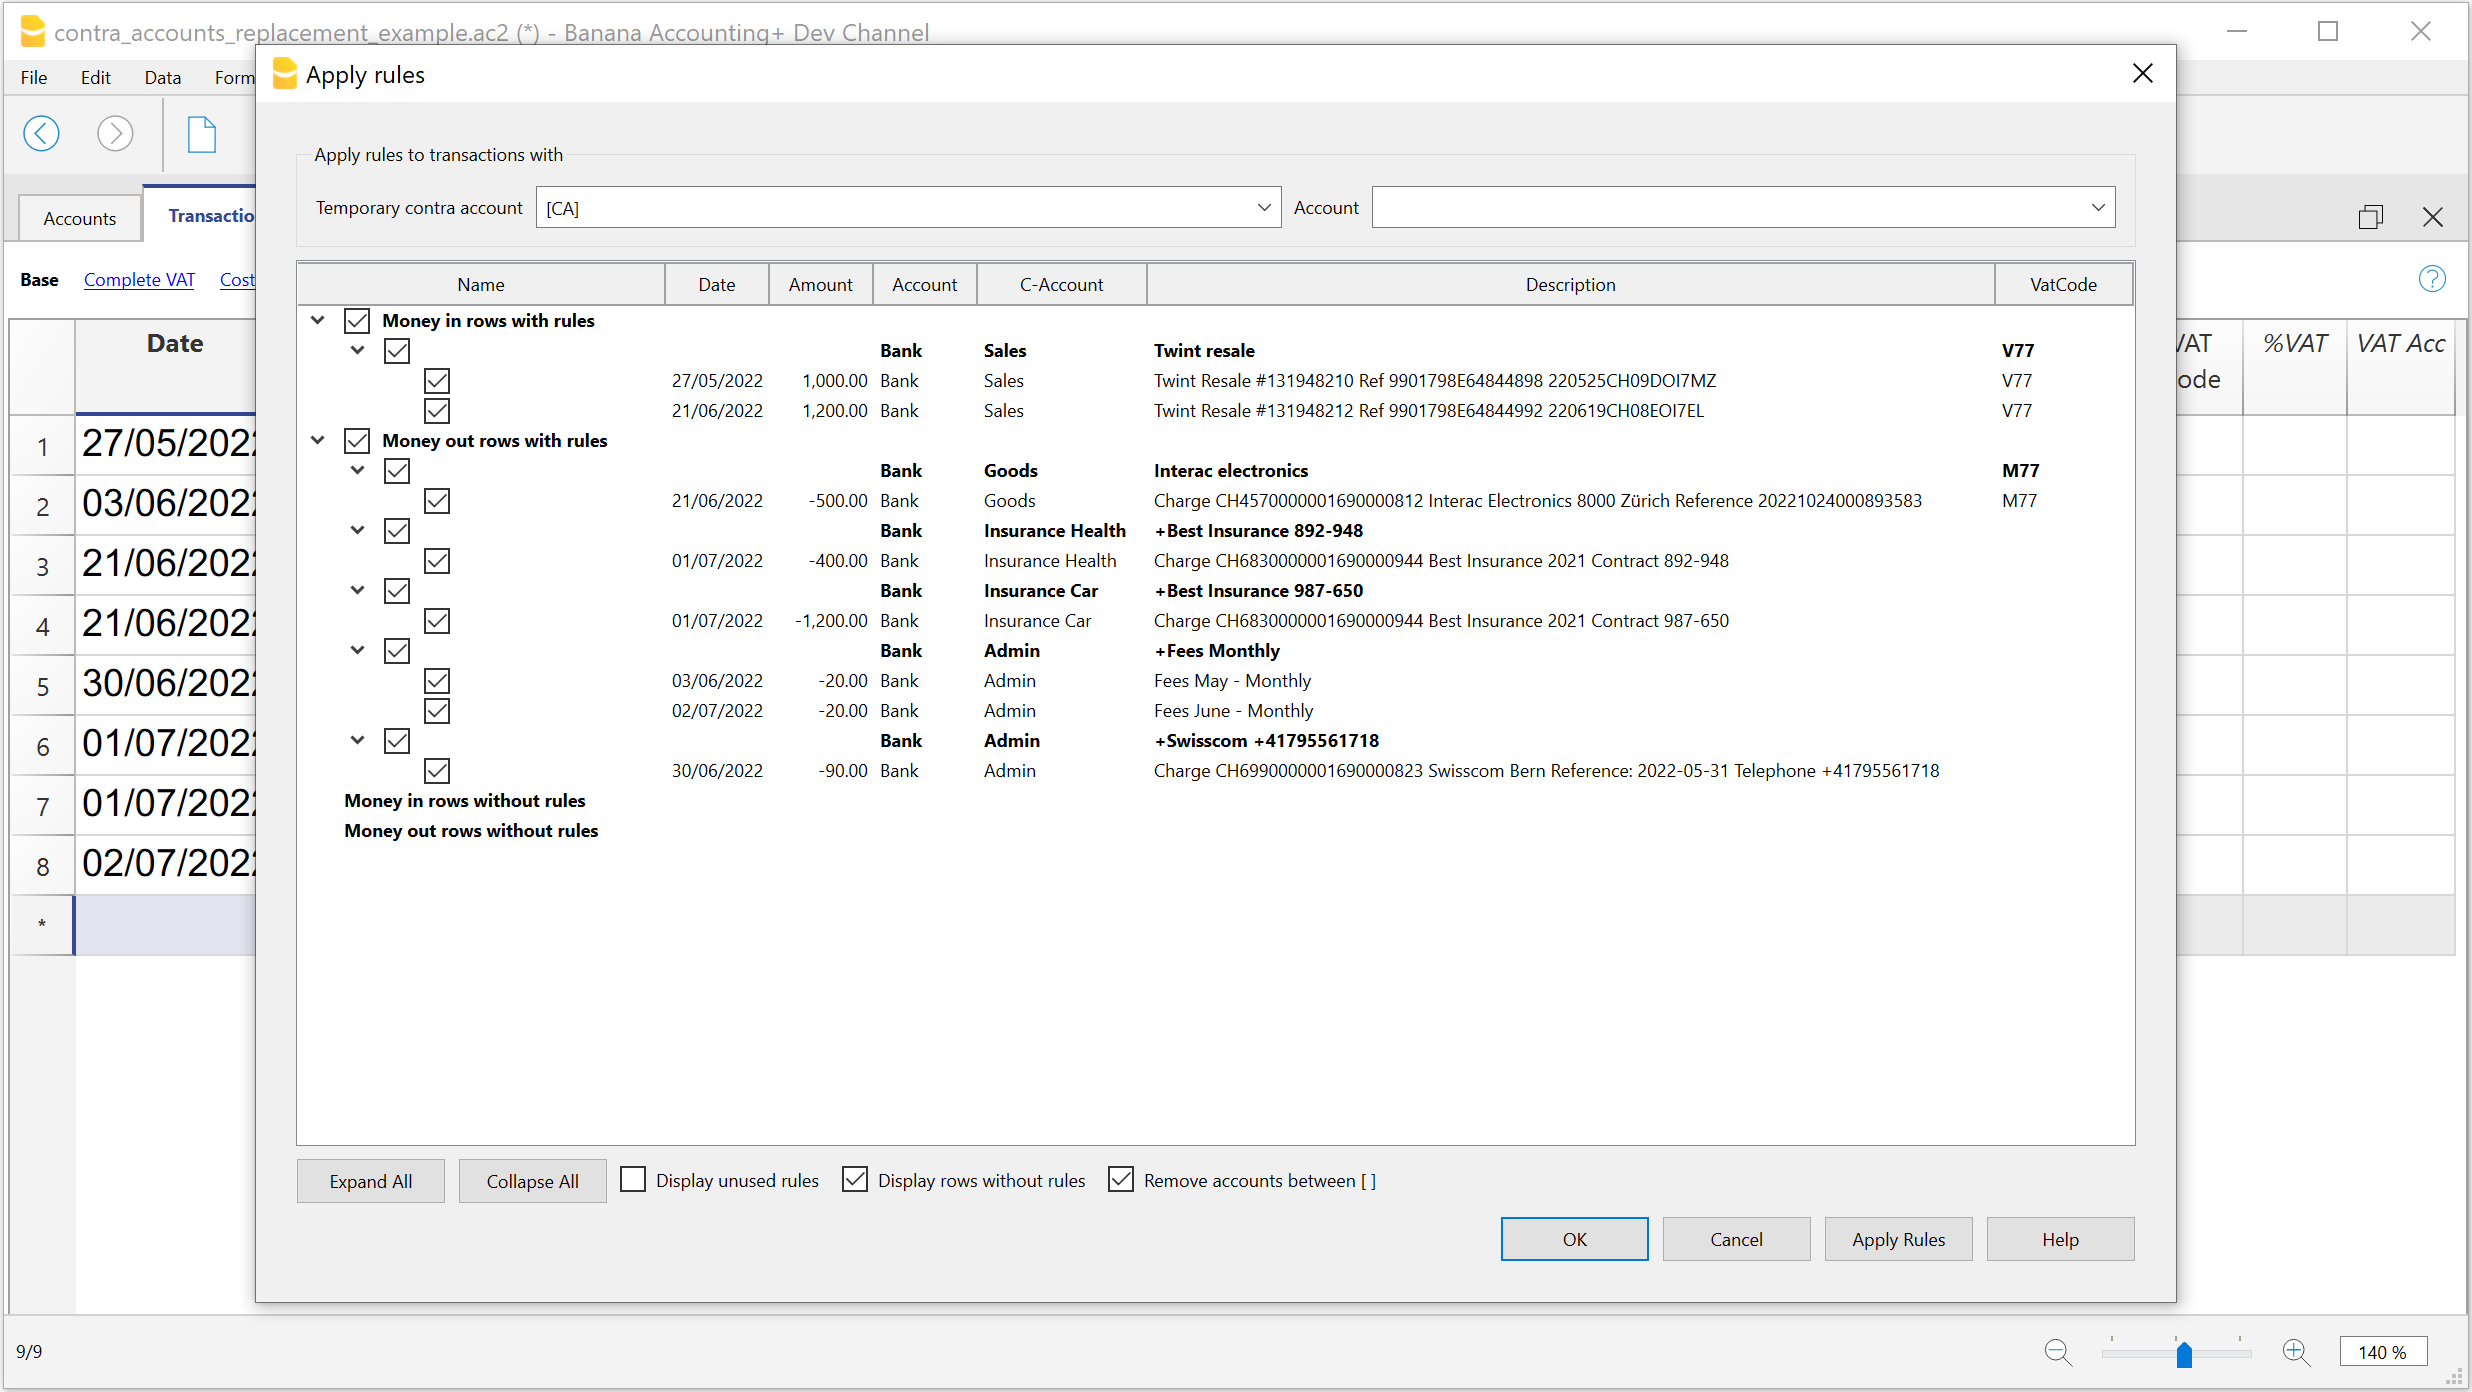 contra_accounts_replacement_example.ac2 (*) - Banana Accounting+ Dev Channel
File Edit Data Form
Apply rules
Accounts Transactio
Base Complete VAT Cost
Apply rules to transactions with
Temporary contra account [CA] Account
Name Date Amount Account C-Account Description VatCode
Money in rows with rules
Bank Sales Twint resale V77
27/05/2022 1,000.00 Bank Sales Twint Resale #131948210 Ref 9901798E64844898 220525CH09DOI7MZ V77
21/06/2022 1,200.00 Bank Sales Twint Resale #131948212 Ref 9901798E64844992 220619CH08EOI7EL V77
Money out rows with rules
Bank Goods Interac electronics M77
21/06/2022 -500.00 Bank Goods Charge CH4570000001690000812 Interac Electronics 8000 Zürich Reference 20221024000893583 M77
Bank Insurance Health +Best Insurance 892-948
01/07/2022 -400.00 Bank Insurance Health Charge CH6830000001690000944 Best Insurance 2021 Contract 892-948
Bank Insurance Car +Best Insurance 987-650
01/07/2022 -1,200.00 Bank Insurance Car Charge CH6830000001690000944 Best Insurance 2021 Contract 987-650
Bank Admin +Fees Monthly
03/06/2022 -20.00 Bank Admin Fees May - Monthly
02/07/2022 -20.00 Bank Admin Fees June - Monthly
Bank Admin +Swisscom +41795561718
30/06/2022 -90.00 Bank Admin Charge CH6990000001690000823 Swisscom Bern Reference: 2022-05-31 Telephone +41795561718
Money in rows without rules
Money out rows without rules
Expand All Collapse All Display unused rules Display rows without rules Remove accounts between [ ]
OK Cancel Apply Rules Help
Date
1 27/05/2022
2 03/06/2022
3 21/06/2022
4 21/06/2022
5 30/06/2022
6 01/07/2022
7 01/07/2022
8 02/07/2022
*
VAT %VAT VAT Acc
ode
?
9/9
140 %